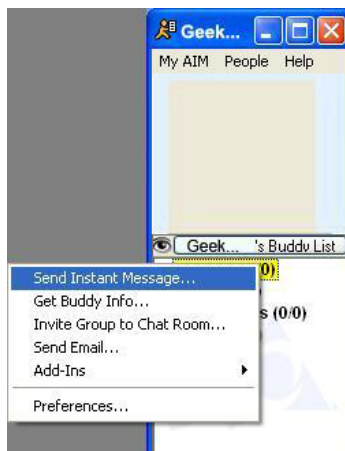 Geek...
My AIM People Help
Geek... 's Buddy List
0)
s (0/0)
)
Send Instant Message...
Get Buddy Info...
Invite Group to Chat Room...
Send Email...
Add-Ins
Preferences...